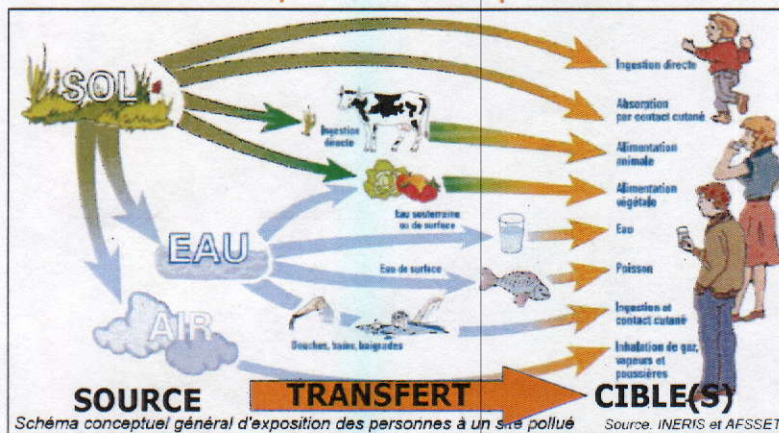 SOL
Ingestion directe
Ingestion
directe
Absorption
par contact cutané
Alimentation
animale
Alimentation
végétale
Eau souterraine
ou de surface
Eau
EAU
Eau de surface
Poisson
AIR
Ingestion et
contact cutané
Douches, bains, baignades
Inhalation de gaz,
vapeurs et
poussières
SOURCE
TRANSFERT
CIBLE(S)
Schéma conceptuel général d'exposition des personnes à un site pollué
Source. INERIS et AFSSET